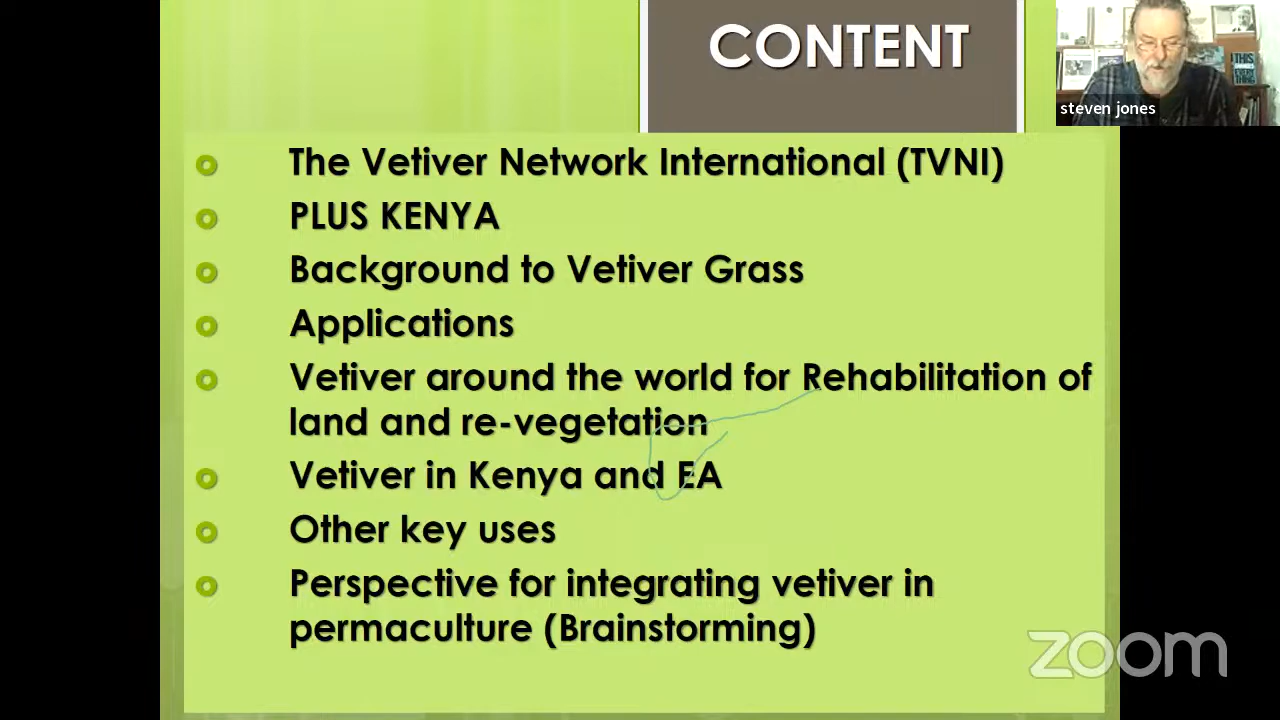 CONTENT
steven jones
The Vetiver Network International (TVNI)
PLUS KENYA
Background to Vetiver Grass
Applications
Vetiver around the world for Rehabilitation of
land and re-vegetation
Vetiver in Kenya and EA
Other key uses
Perspective for integrating vetiver in
permaculture (Brainstorming)
zoom